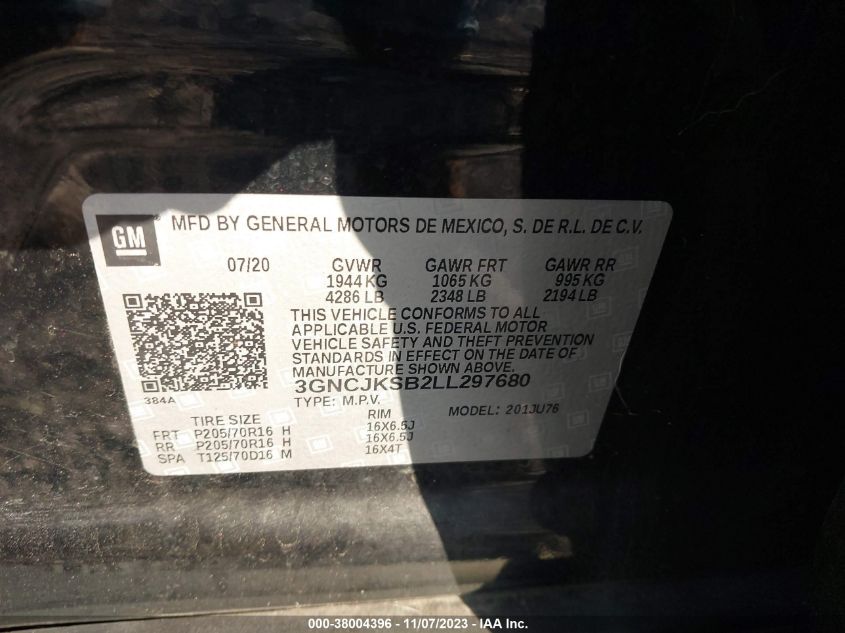 GM
MFD BY GENERAL MOTORS DE MEXICO, S. DE R.L. DE C.V.
07/20 GVWR GAWR FRT GAWR RR
1944 KG 1065 KG 995 KG
4286 LB 2348 LB 2194 LB
THIS VEHICLE CONFORMS TO ALL
APPLICABLE U.S. FEDERAL MOTOR
VEHICLE SAFETY AND THEFT PREVENTION
STANDARDS IN EFFECT ON THE DATE OF
MANUFACTURE SHOWN ABOVE.
3GNCJKSB2LL297680
384A TYPE: M.P.V. MODEL: 201JU76
TIRE SIZE RIM
FRT P205/70R16 H 16X6.5J
RR P205/70R16 H 16X6.5J
SPA T125/70D16 M 16X4T
000-38004396 - 11/07/2023 - IAA Inc.